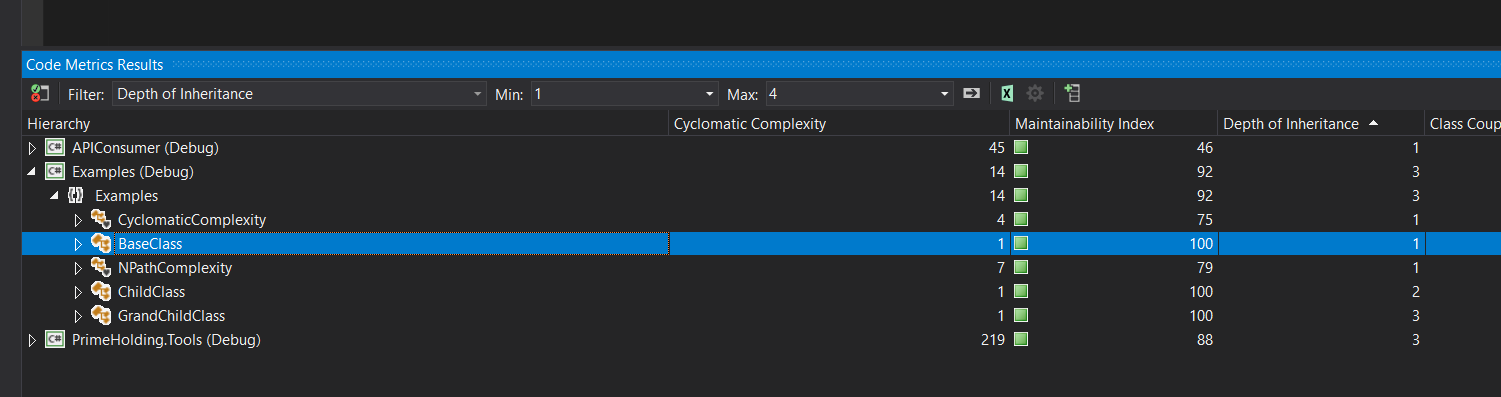 Code Metrics Results
Filter: Depth of Inheritance Min: 1 Max: 4
Hierarchy Cyclomatic Complexity Maintainability Index Depth of Inheritance Class Coup
C# APIConsumer (Debug) 45 46 1
C# Examples (Debug) 14 92 3
Examples 14 92 3
CyclomaticComplexity 4 75 1
BaseClass 1 100 1
NPathComplexity 7 79 1
ChildClass 1 100 2
GrandChildClass 1 100 3
C# PrimeHolding.Tools (Debug) 219 88 3